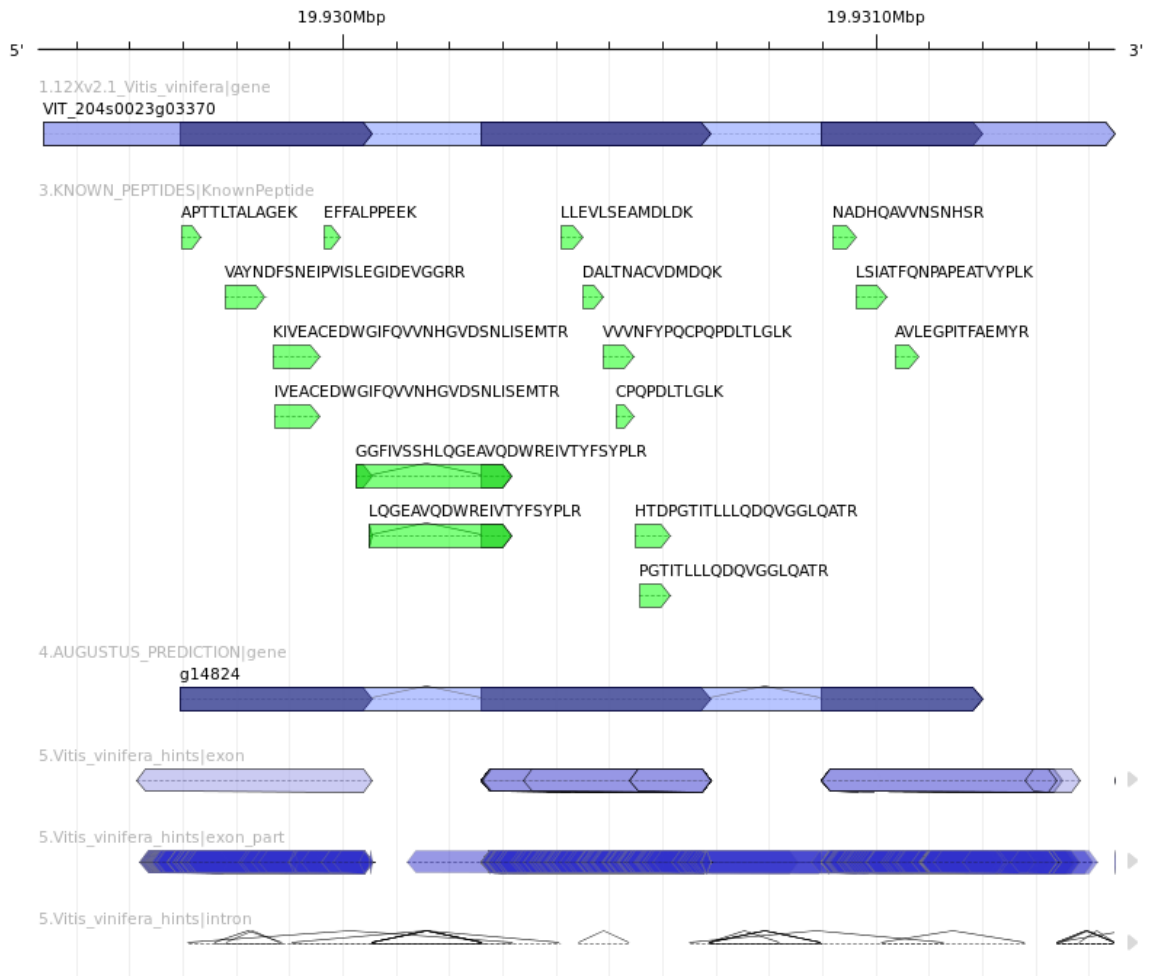 19.930Mbp 19.9310Mbp
5' 3'
1.12Xv2.1_Vitis_vinifera|gene
VIT_204s0023g03370
3.KNOWN_PEPTIDES|KnownPeptide
APTTLTALAGEK EFFALPPEEK LLEVLSEAMDLDK NADHQAVVNSNHSR
VAYNDFSNEIPVISLEGIDEVGGRR DALTNACVDMDQK LSIATFQNPAPEATVYPLK
KIVEACEDWGIFQVVNHGVDSNLISEMTR VVVNFYPQCPQPDLTLGLK AVLEGPITFAEMYR
IVEACEDWGIFQVVNHGVDSNLISEMTR CPQPDLTLGLK
GGFIVSSHLQGEAVQDWREIVTYFSYPLR
LQGEAVQDWREIVTYFSYPLR HTDPGTITLLLQDQVGGLQATR
PGTITLLLQDQVGGLQATR
4.AUGUSTUS_PREDICTION|gene
g14824
5.Vitis_vinifera_hints|exon
5.Vitis_vinifera_hints|exon_part
5.Vitis_vinifera_hints|intron